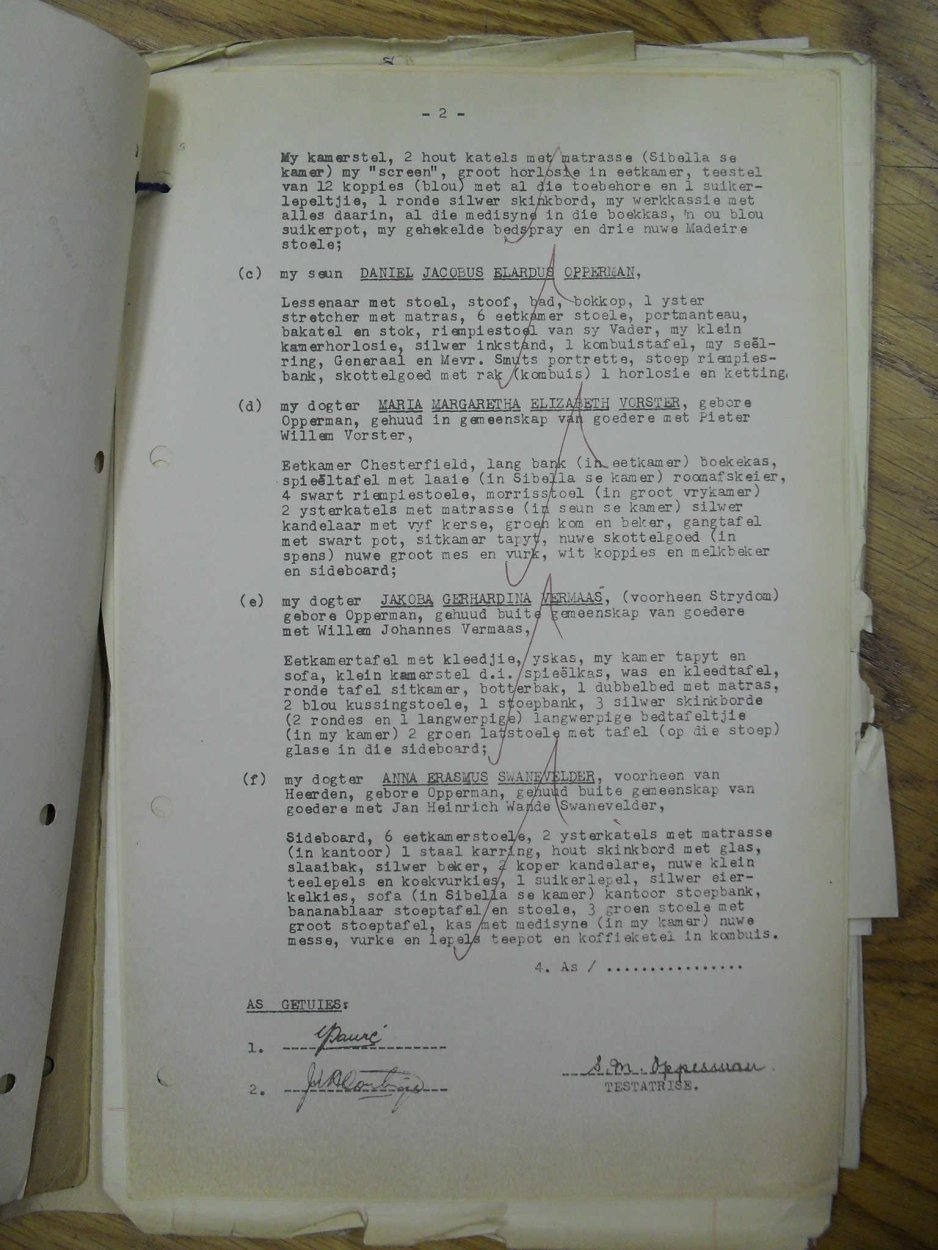 - 2 -
My kamerstel, 2 hout katels met matrasse (Sibella se
kamer) my "screen", groot horlosie in eetkamer, teestel
van 12 koppies (blou) met al die toebehore en 1 suiker-
lepeltjie, 1 ronde silwer skinkbord, my werkkassie met
alles daarin, al die medisyne in die boekkas, 'n ou blou
suikerpot, my gehekelde bedspray en drie nuwe Madeire
stoele;
(c) my seun DANIEL JACOBUS ELARDUS OPPERMAN,
Lessenaar met stoel, stoof, bad, bokkop, 1 yster
stretcher met matras, 6 eetkamer stoele, portmanteau,
bakatel en stok, riempiestoel van sy Vader, my klein
kamerhorlosie, silwer inkstand, 1 kombuistafel, my seël-
ring, Generaal en Mevr. Smuts portrette, stoep riempies-
bank, skottelgoed met rak (kombuis) 1 horlosie en ketting.
(d) my dogter MARIA MARGARETHA ELIZABETH VORSTER, gebore
Opperman, gehuud in gemeenskap van goedere met Pieter
Willem Vorster,
Eetkamer Chesterfield, lang bank (in eetkamer) boekekas,
spieëltafel met laaie (in Sibella se kamer) roomafskeier,
4 swart riempiestoele, morrisstoel (in groot vrykamer)
2 ysterkatels met matrasse (in seun se kamer) silwer
kandelaar met vyf kerse, groen kom en beker, gangtafel
met swart pot, sitkamer tapyt, nuwe skottelgoed (in
spens) nuwe groot mes en vurk, wit koppies en melkbeker
en sideboard;
(e) my dogter JAKOBA GERHARDINA VERMAAS, (voorheen Strydom)
gebore Opperman, gehuud buite gemeenskap van goedere
met Willem Johannes Vermaas,
Eetkamertafel met kleedjie, yskas, my kamer tapyt en
sofa, klein kamerstel d.i. spieëlkas, was en kleedtafel,
ronde tafel sitkamer, botterbak, 1 dubbelbed met matras,
2 blou kussingstoele, 1 stoepbank, 3 silwer skinkborde
(2 rondes en 1 langwerpige) langwerpige bedtafeltjie
(in my kamer) 2 groen latstoele met tafel (op die stoep)
glase in die sideboard;
(f) my dogter ANNA ERASMUS SWANEVELDER, voorheen van
Heerden, gebore Opperman, gehuud buite gemeenskap van
goedere met Jan Heinrich Wande Swanevelder,
Sideboard, 6 eetkamerstoele, 2 ysterkatels met matrasse
(in kantoor) 1 staal karring, hout skinkbord met glas,
slaaibak, silwer beker, 2 koper kandelare, nuwe klein
teelepels en koekvurkies, 1 suikerlepel, silwer eier-
kelkies, sofa (in Sibella se kamer) kantoor stoepbank,
bananablaar stoeptafel en stoele, 3 groen stoele met
groot stoeptafel, kas met medisyne (in my kamer) nuwe
messe, vurke en lepels teepot en koffieketel in kombuis.
4. As / ................
AS GETUIES:
1.
2.
S. M. Opperman
TESTATRISE.